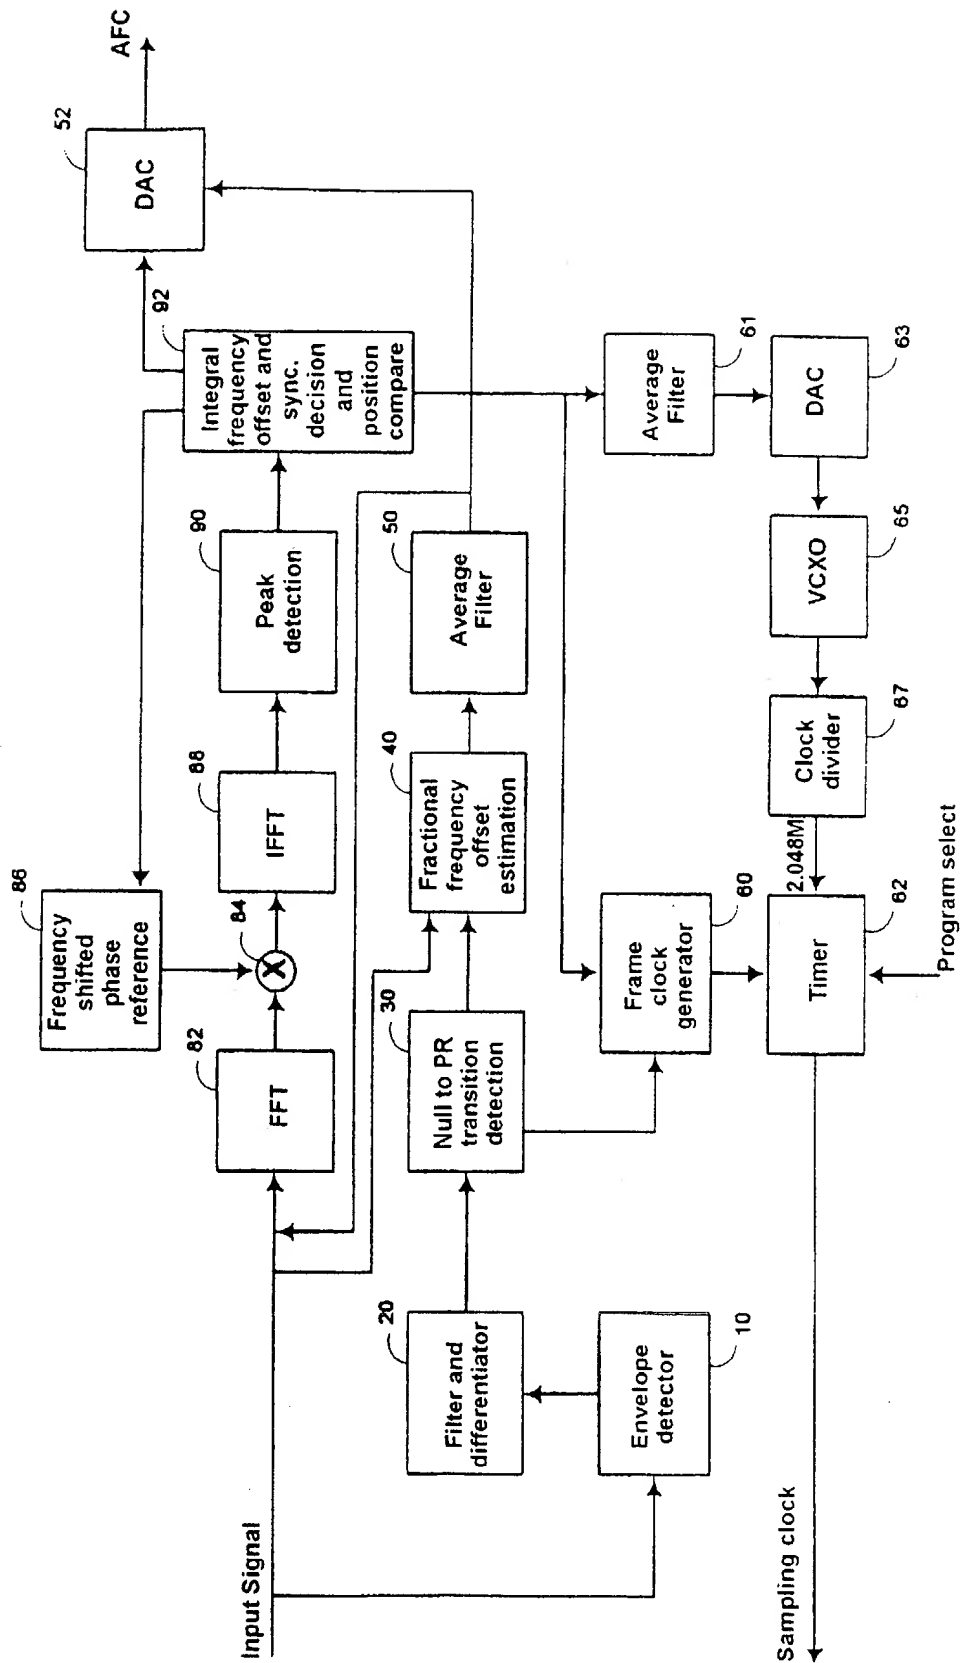 AFC
52
DAC
92
Integral
frequency
offset and
sync.
decision
and
position
compare
61
Average
Filter
63
DAC
90
Peak
detection
50
Average
Filter
65
VCXO
88
IFFT
40
Fractional
frequency
offset
estimation
67
Clock
divider
2.048M
86
Frequency
shifted
phase
reference
84
X
82
FFT
30
Null to PR
transition
detection
60
Frame
clock
generator
62
Timer
Program select
20
Filter and
differentiator
10
Envelope
detector
Input Signal
Sampling clock